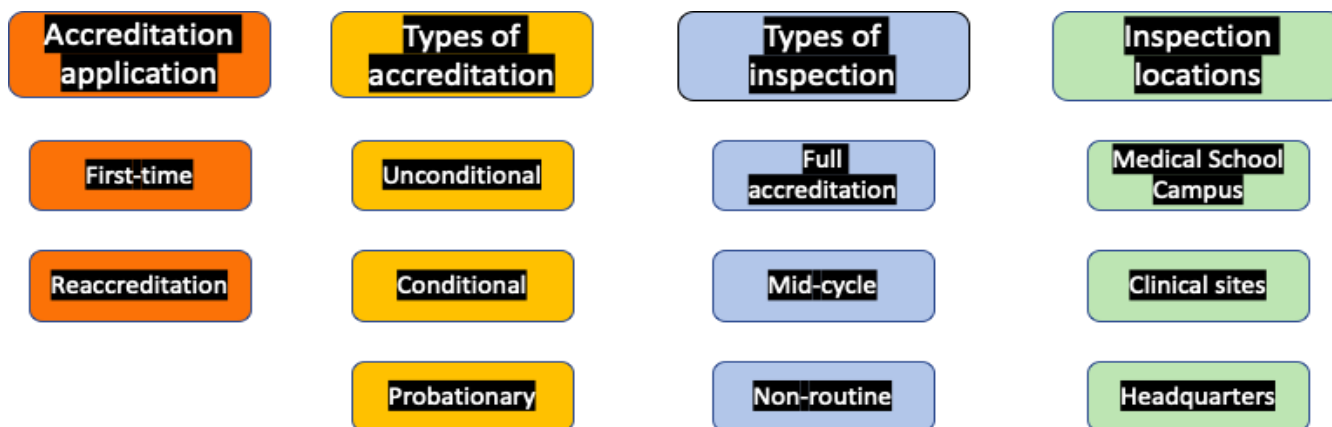 Accreditation
application
Types of
accreditation
Types of
inspection
Inspection
locations
First-time
Unconditional
Full
accreditation
Medical School
Campus
Reaccreditation
Conditional
Mid-cycle
Clinical sites
Probationary
Non-routine
Headquarters